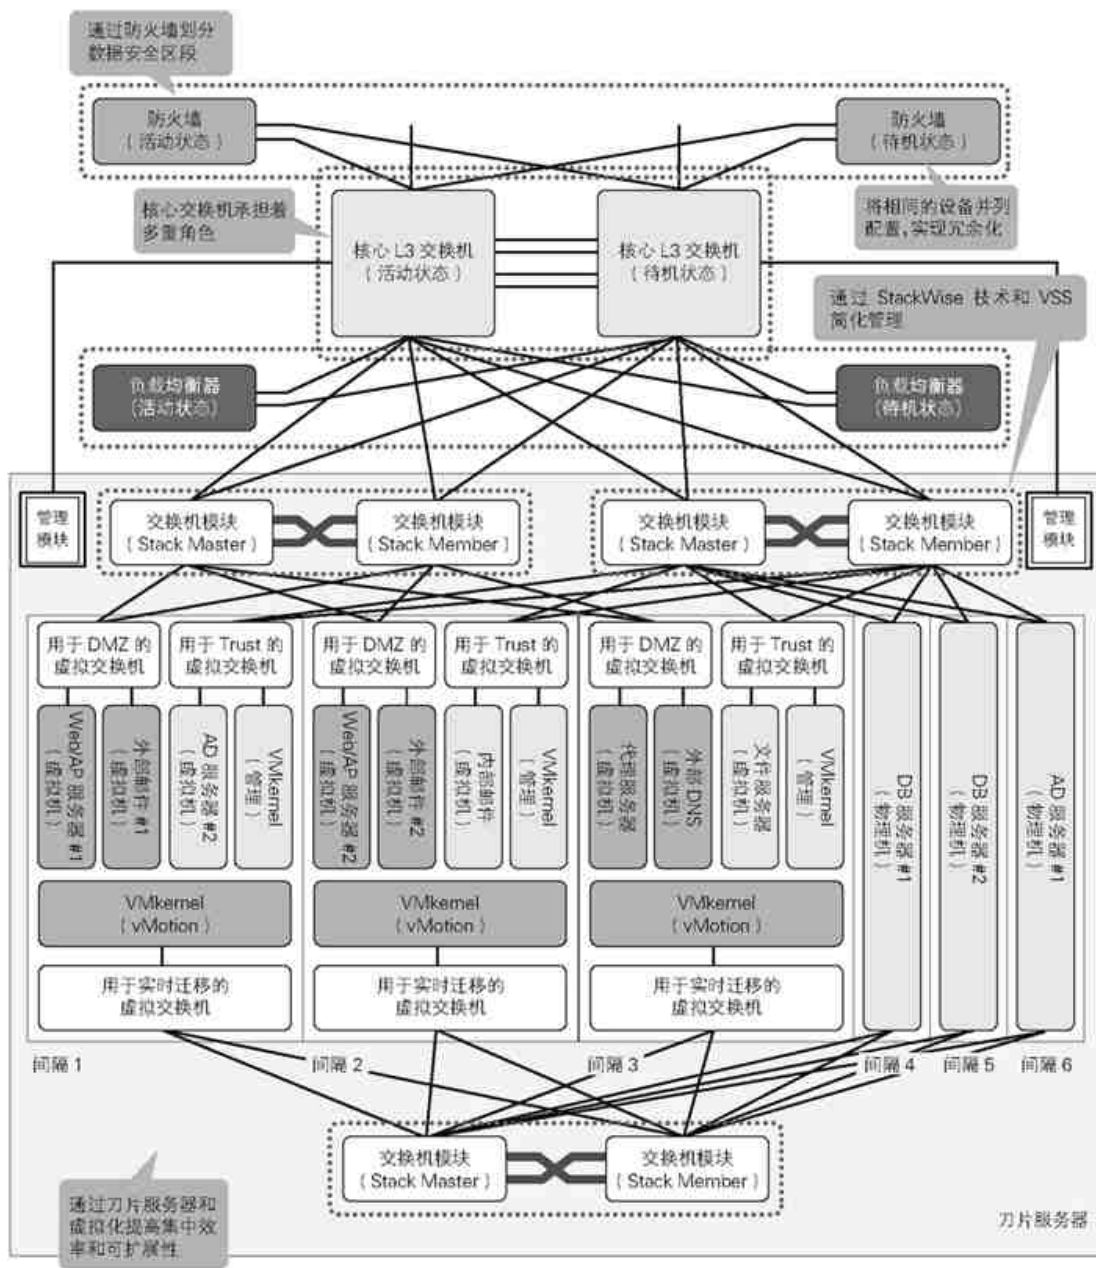 通过防火墙划分
数据安全区段
防火墙
（活动状态）
防火墙
（待机状态）
核心交换机承担着
多重角色
将相同的设备并列
配置,实现冗余化
核心 L3 交换机
（活动状态）
核心 L3 交换机
（待机状态）
通过 StackWise 技术和 VSS
简化管理
负载均衡器
(活动状态)
负载均衡器
(待机状态)
管理
模块
交换机模块
（Stack Master）
交换机模块
（Stack Member）
交换机模块
（Stack Master）
交换机模块
（Stack Member）
管理
模块
用于 DMZ 的
虚拟交换机
用于 Trust 的
虚拟交换机
用于 DMZ 的
虚拟交换机
用于 Trust 的
虚拟交换机
用于 DMZ 的
虚拟交换机
用于 Trust 的
虚拟交换机
Web/AP 服务器 #1
（虚拟机）
外部邮件 #1
（虚拟机）
AD 服务器 #2
（虚拟机）
VMkernel
（管理）
Web/AP 服务器 #2
（虚拟机）
外部邮件 #2
（虚拟机）
内部邮件
（虚拟机）
VMkernel
（管理）
代理服务器
（虚拟机）
外部 DNS
（虚拟机）
文件服务器
（虚拟机）
VMkernel
（管理）
DB 服务器 #1
（物理机）
DB 服务器 #2
（物理机）
AD 服务器 #1
（物理机）
VMkernel
（vMotion）
VMkernel
（vMotion）
VMkernel
（vMotion）
用于实时迁移的
虚拟交换机
用于实时迁移的
虚拟交换机
用于实时迁移的
虚拟交换机
间隔 1
间隔 2
间隔 3
间隔 4
间隔 5
间隔 6
交换机模块
（Stack Master）
交换机模块
（Stack Member）
通过刀片服务器和
虚拟化提高集中效
率和可扩展性
刀片服务器